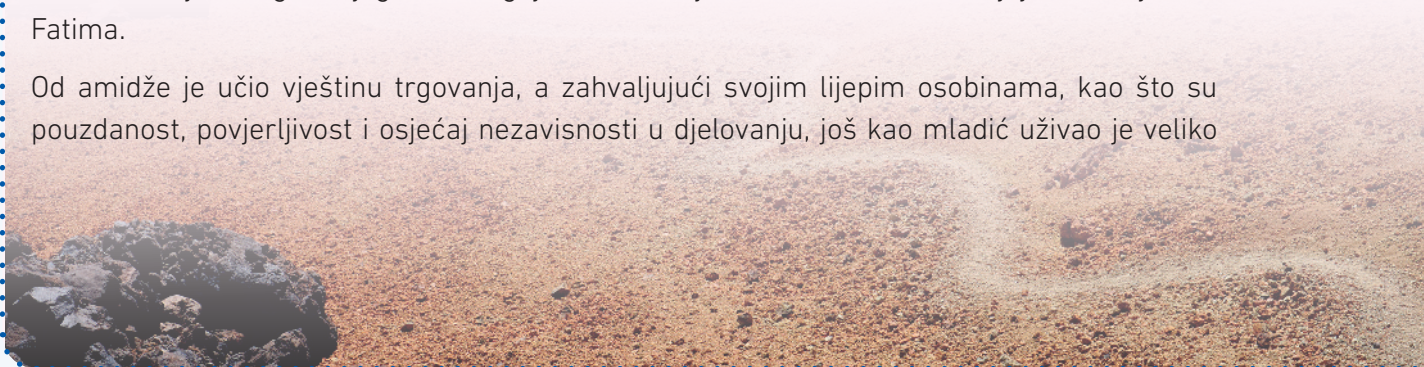 Fatima.
Od amidže je učio vještinu trgovanja, a zahvaljujući svojim lijepim osobinama, kao što su
pouzdanost, povjerljivost i osjećaj nezavisnosti u djelovanju, još kao mladić uživao je veliko